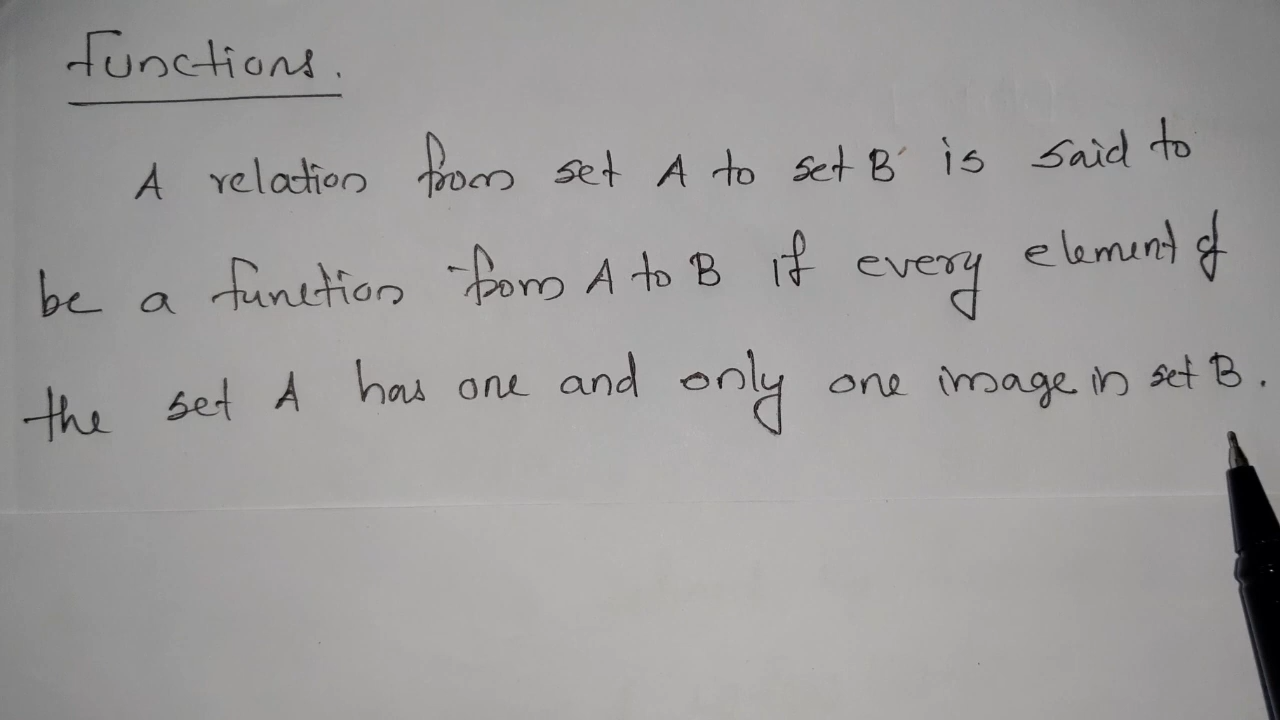 Functions.
A relation from set A to set B is said to
be a function from A to B if every element of
the set A has one and only one image in set B.